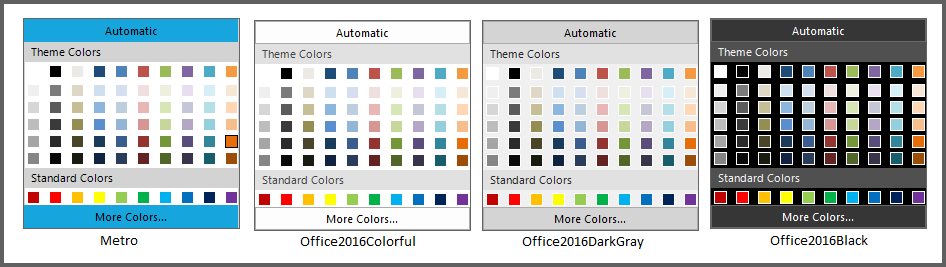 Automatic
Theme Colors
Standard Colors
More Colors...
Metro
Automatic
Theme Colors
Standard Colors
More Colors...
Office2016Colorful
Automatic
Theme Colors
Standard Colors
More Colors...
Office2016DarkGray
Automatic
Theme Colors
Standard Colors
More Colors...
Office2016Black